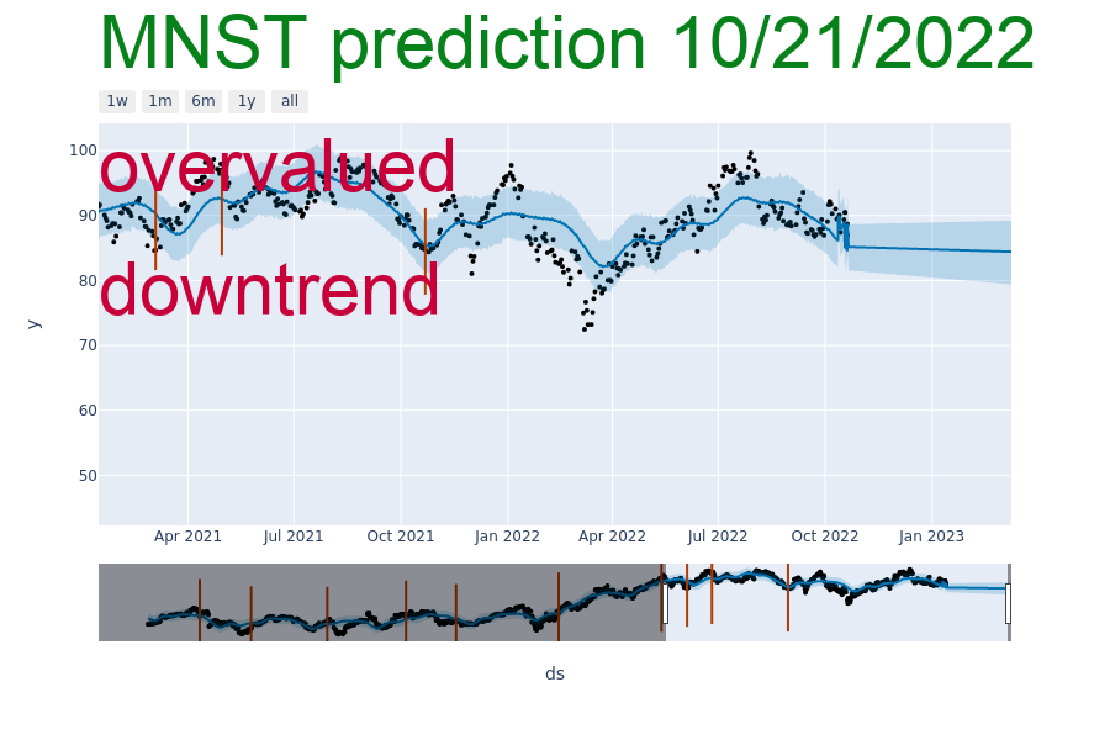 MNST prediction 10/21/2022
1w 1m 6m 1y all
overvalued
downtrend
100
90
80
70
60
50
y
Apr 2021 Jul 2021 Oct 2021 Jan 2022 Apr 2022 Jul 2022 Oct 2022 Jan 2023
ds